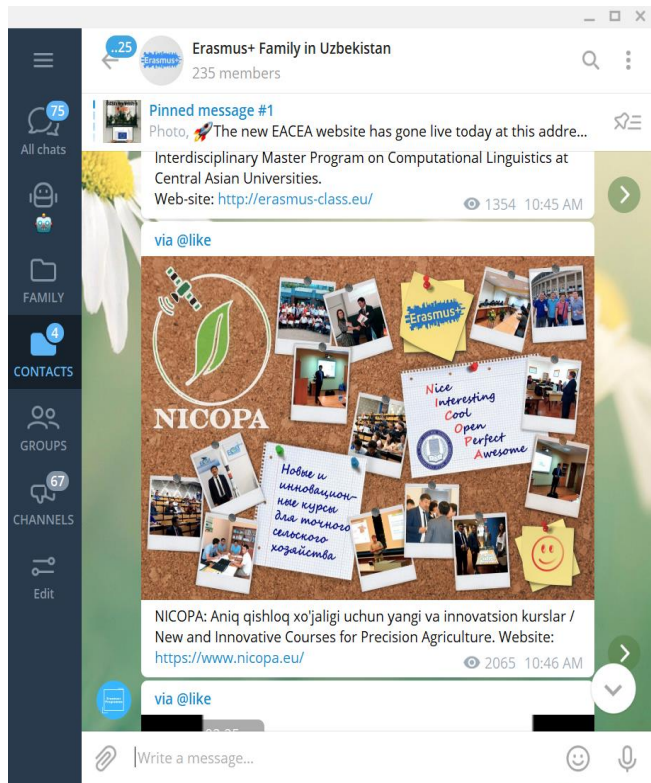 ..25
Erasmus+
Erasmus+ Family in Uzbekistan
235 members
75
All chats
FAMILY
4
CONTACTS
GROUPS
67
CHANNELS
Edit
Pinned message #1
Photo, 🚀The new EACEA website has gone live today at this addre...
Interdisciplinary Master Program on Computational Linguistics at
Central Asian Universities.
Web-site: http://erasmus-class.eu/
1354 10:45 AM
via @like
NICOPA
Erasmus+
Nice
Interesting
Cool
Open
Perfect
Awesome
Новые и
инновацион-
ные курсы
для точного
сельского
хозяйства
NICOPA: Aniq qishloq xo'jaligi uchun yangi va innovatsion kurslar /
New and Innovative Courses for Precision Agriculture. Website:
https://www.nicopa.eu/
2065 10:46 AM
via @like
Write a message...